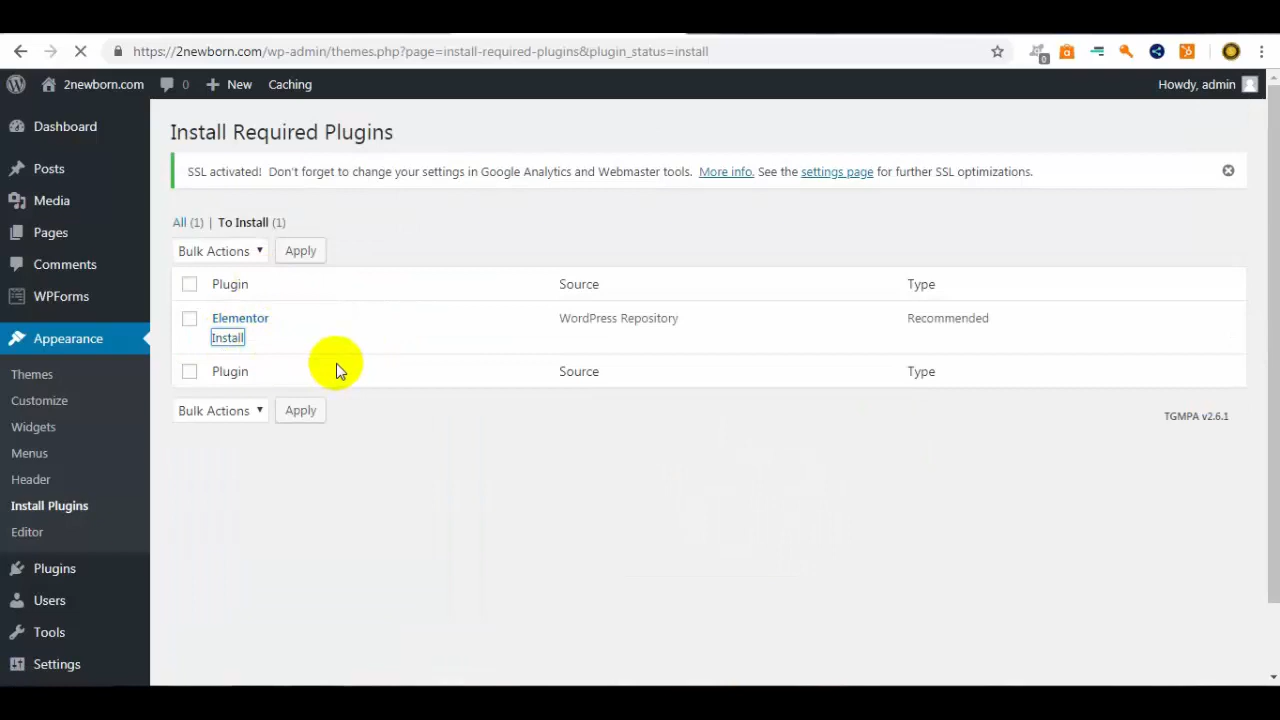 https://2newborn.com/wp-admin/themes.php?page=install-required-plugins&plugin_status=install
0
2newborn.com 0 New Caching Howdy, admin
Dashboard
Posts
Media
Pages
Comments
WPForms
Appearance
Themes
Customize
Widgets
Menus
Header
Install Plugins
Editor
Plugins
Users
Tools
Settings
Install Required Plugins
SSL activated! Don't forget to change your settings in Google Analytics and Webmaster tools. More info. See the settings page for further SSL optimizations.
All (1) | To Install (1)
Bulk Actions Apply
Plugin Source Type
Elementor WordPress Repository Recommended
Install
Plugin Source Type
Bulk Actions Apply
TGMPA v2.6.1